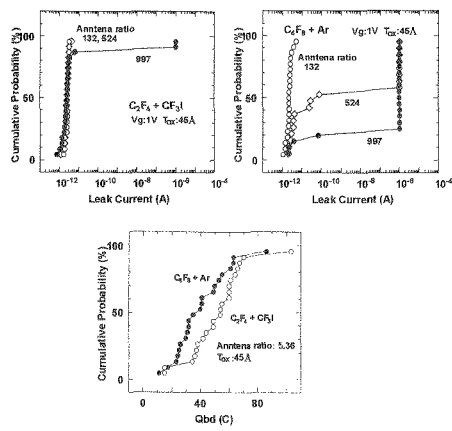 Cumulative Probability (%)
100
50
0
Anntena ratio
132, 524
997
C2F4 + CF3I
Vg:1V Tox:45Å
10-12 10-10 10-8 10-6 10-4
Leak Current (A)
Cumulative Probability (%)
100
50
0
C4F8 + Ar Vg:1V Tox:45Å
Anntena ratio
132
524
997
10-12 10-10 10-8 10-6 10-4
Leak Current (A)
Cumulative Probability (%)
100
50
0
C4F8 + Ar
C2F4 + CF3I
Anntena ratio: 5.36
Tox:45Å
0 40 80
Qbd (C)